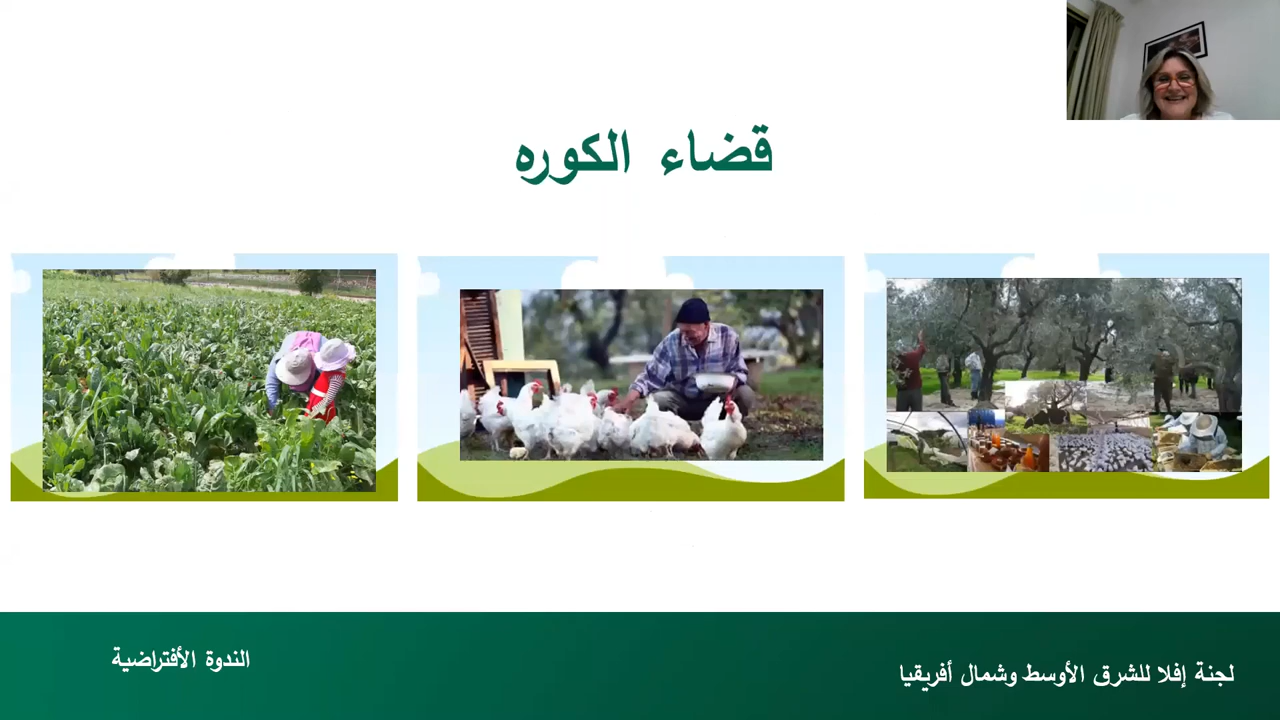 قضاء الكوره
لجنة إفلا للشرق الأوسط وشمال أفريقيا
الندوة الأفتراضية